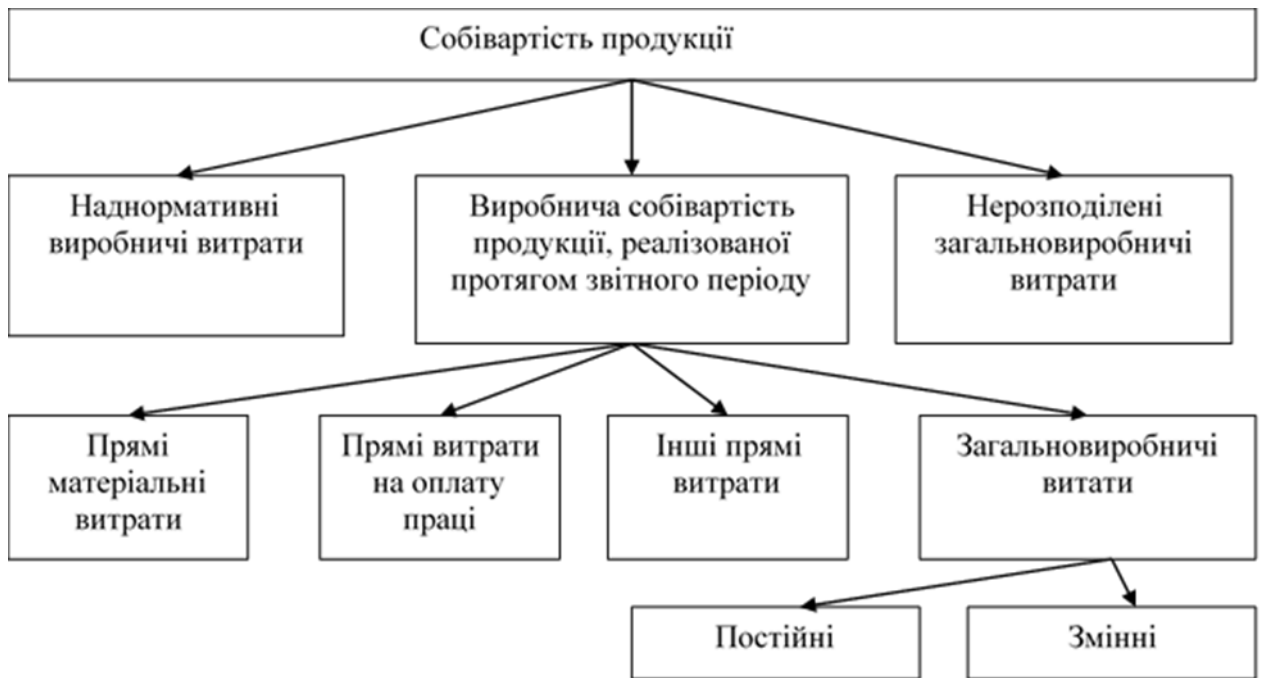 Собівартість продукції
Наднормативні
виробничі витрати
Виробнича собівартість
продукції, реалізованої
протягом звітного періоду
Нерозподілені
загальновиробничі
витрати
Прямі
матеріальні
витрати
Прямі витрати
на оплату
праці
Інші прямі
витрати
Загальновиробничі
витати
Постійні
Змінні